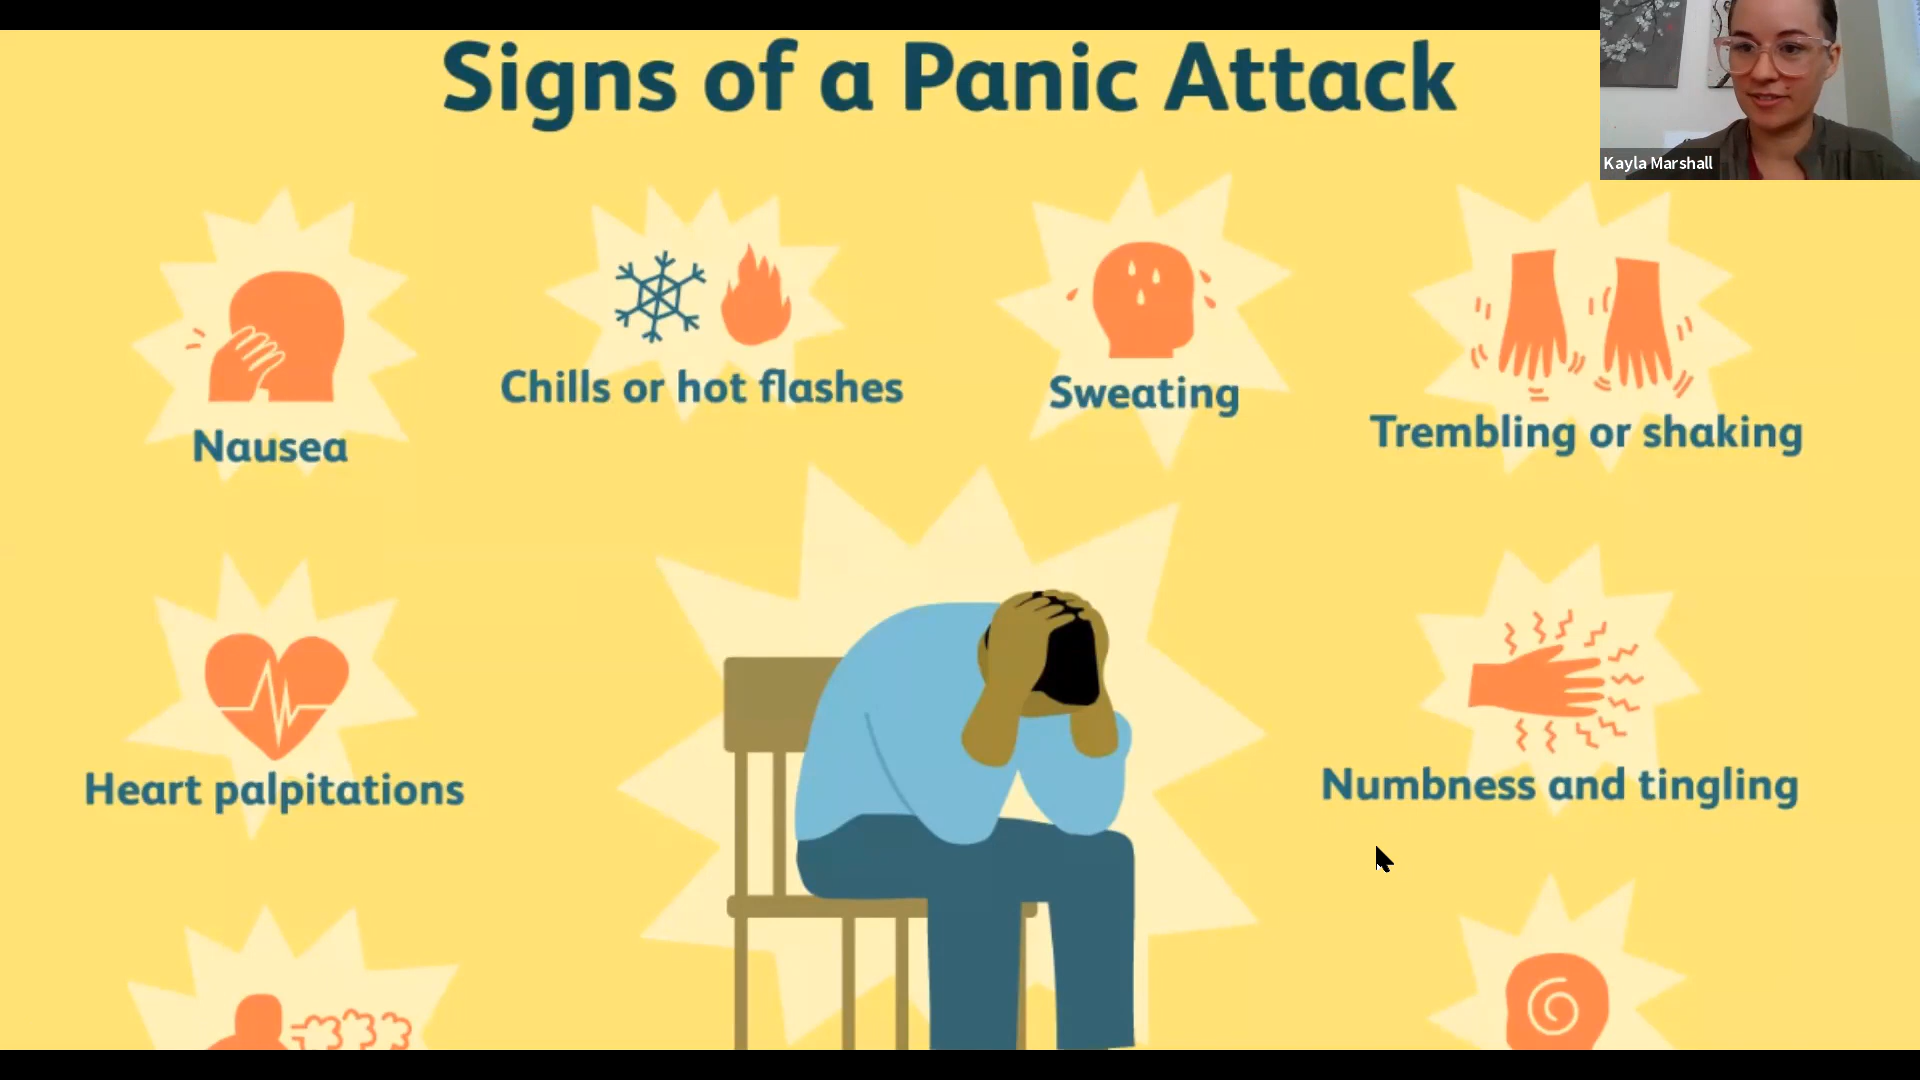 Signs of a Panic Attack
Kayla Marshall
Nausea
Chills or hot flashes
Sweating
Trembling or shaking
Heart palpitations
Numbness and tingling